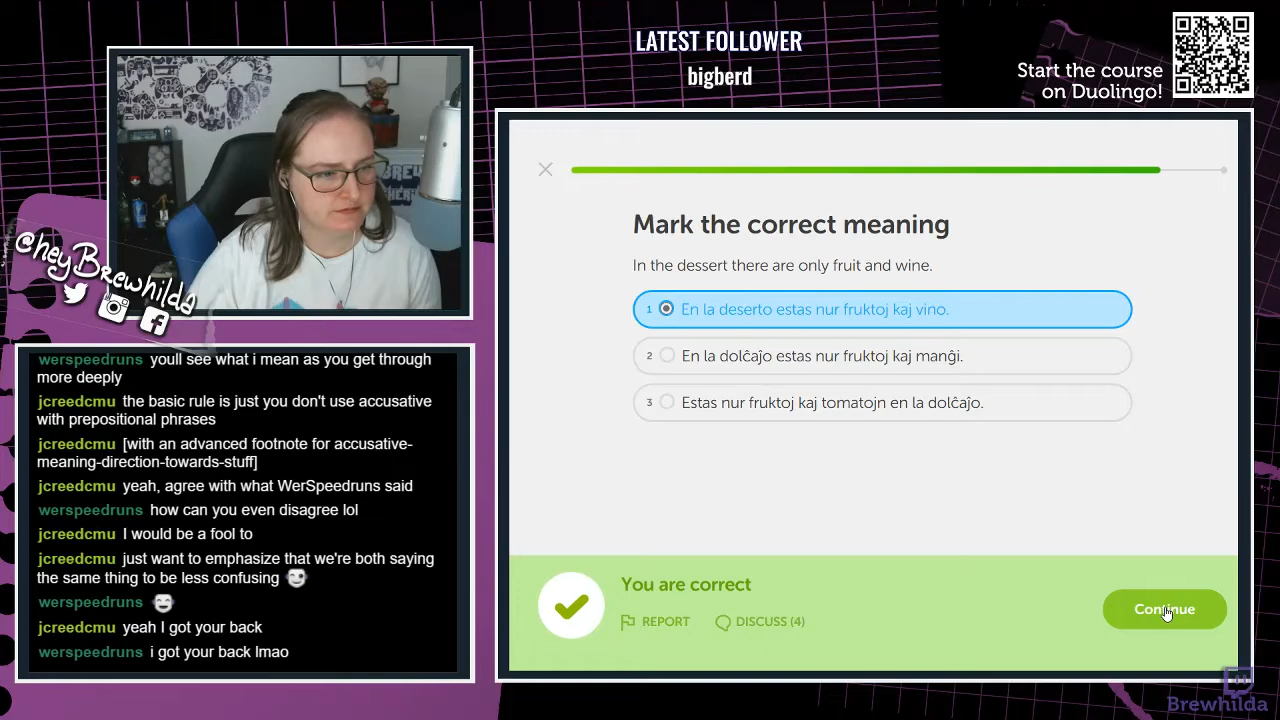 LATEST FOLLOWER
bigberd
Start the course
on Duolingo!
@heyBrewhilda
werspeedruns youll see what i mean as you get through
more deeply
jcreedcmu the basic rule is just you don't use accusative
with prepositional phrases
jcreedcmu [with an advanced footnote for accusative-
meaning-direction-towards-stuff]
jcreedcmu yeah, agree with what WerSpeedruns said
werspeedruns how can you even disagree lol
jcreedcmu I would be a fool to
jcreedcmu just want to emphasize that we're both saying
the same thing to be less confusing
werspeedruns
jcreedcmu yeah I got your back
werspeedruns i got your back lmao
Mark the correct meaning
In the dessert there are only fruit and wine.
1 En la deserto estas nur fruktoj kaj vino.
2 En la dolĉaĵo estas nur fruktoj kaj manĝi.
3 Estas nur fruktoj kaj tomatojn en la dolĉaĵo.
You are correct
REPORT DISCUSS (4)
Continue
Brewhilda